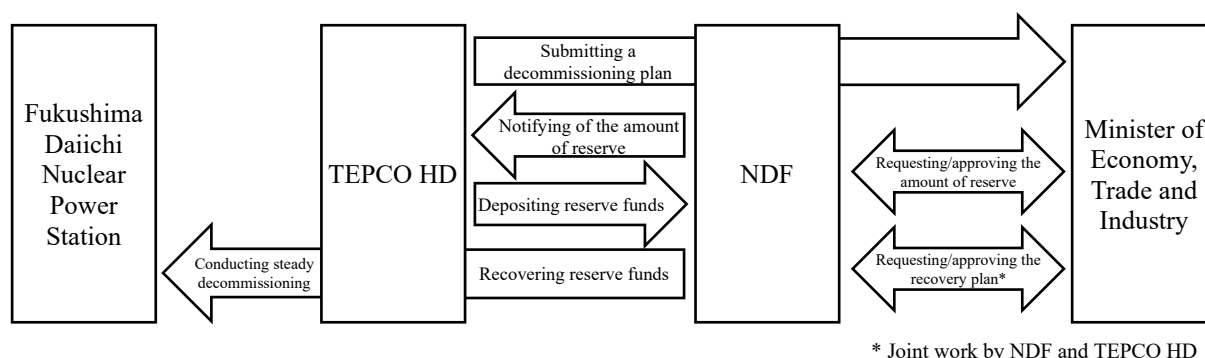 Fukushima
Daiichi
Nuclear
Power
Station
TEPCO HD
Submitting a
decommissioning plan
Notifying of the amount
of reserve
Depositing reserve funds
Conducting steady
decommissioning
Recovering reserve funds
NDF
Requesting/approving the
amount of reserve
Requesting/approving the
recovery plan*
Minister of
Economy,
Trade and
Industry
* Joint work by NDF and TEPCO HD